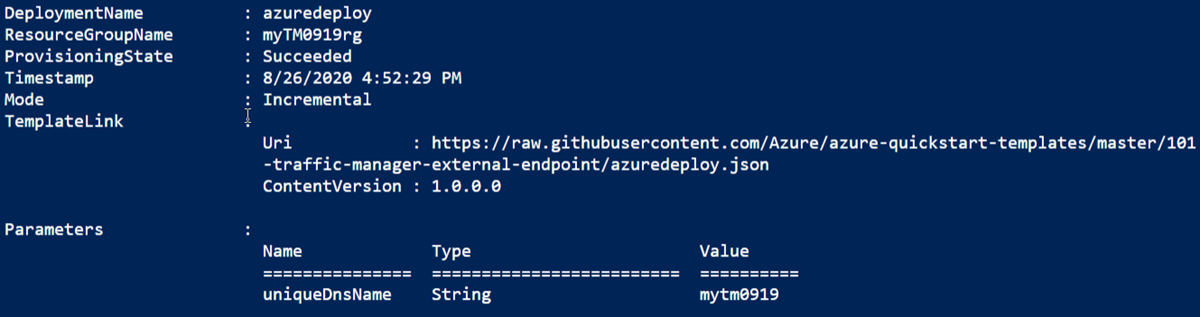 DeploymentName          : azuredeploy
ResourceGroupName       : myTM0919rg
ProvisioningState       : Succeeded
Timestamp               : 8/26/2020 4:52:29 PM
Mode                    : Incremental
TemplateLink            :
                          Uri            : https://raw.githubusercontent.com/Azure/azure-quickstart-templates/master/101
                          -traffic-manager-external-endpoint/azuredeploy.json
                          ContentVersion : 1.0.0.0
Parameters              :
                          Name             Type                       Value
                          ===============  =========================  ==========
                          uniqueDnsName    String                     mytm0919